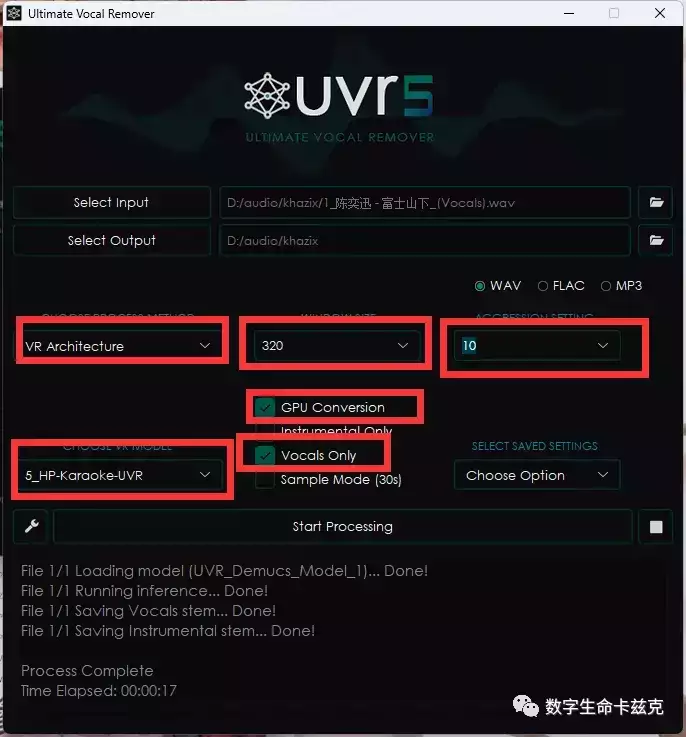 Ultimate Vocal Remover
uvr5
ULTIMATE VOCAL REMOVER
Select Input
D:/audio/khazix/1_陈奕迅 - 富士山下_(Vocals).wav
Select Output
D:/audio/khazix
WAV
FLAC
MP3
CHOOSE PROCESS METHOD
WINDOW SIZE
AGGRESSION SETTING
VR Architecture
320
10
GPU Conversion
Instrumental Only
CHOOSE VR MODEL
Vocals Only
SELECT SAVED SETTINGS
5_HP-Karaoke-UVR
Sample Mode (30s)
Choose Option
Start Processing
File 1/1 Loading model (UVR_Demucs_Model_1)... Done!
File 1/1 Running inference... Done!
File 1/1 Saving Vocals stem... Done!
File 1/1 Saving Instrumental stem... Done!
Process Complete
Time Elapsed: 00:00:17
数字生命卡兹克